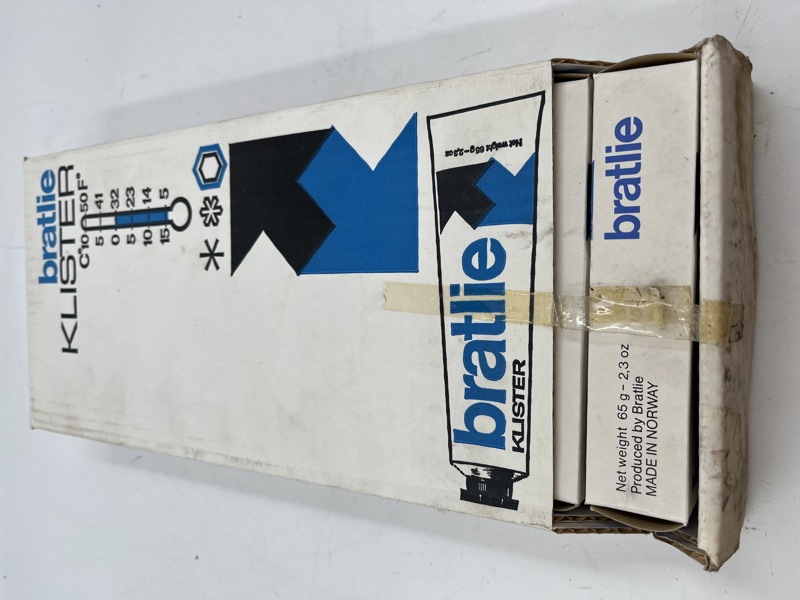 bratlie
KLISTER
C° 10 50 F°
5 41
0 32
5 23
10 14
15 5
Net weight 65 g – 2,3 oz
bratlie
KLISTER
bratlie
Net weight 65 g – 2,3 oz
Produced by Bratlie
MADE IN NORWAY